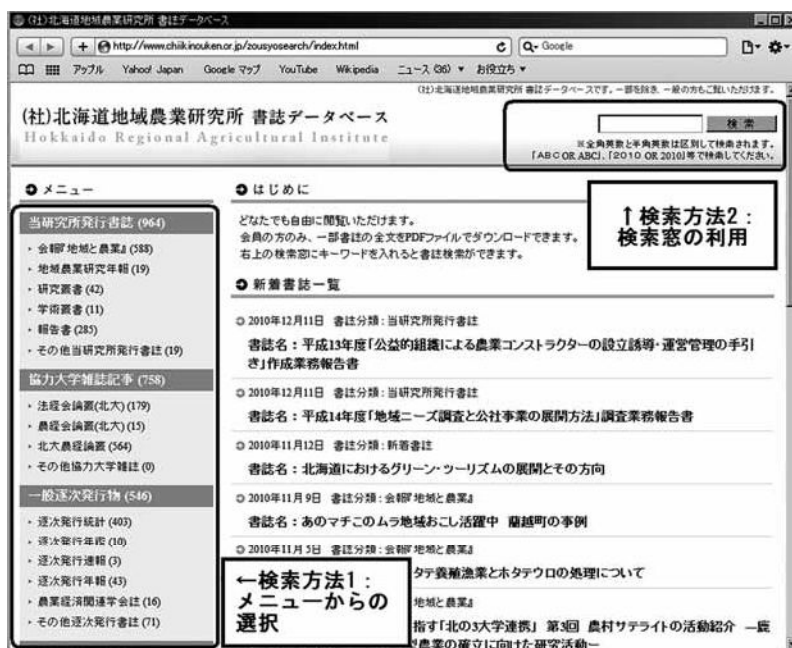 (社)北海道地域農業研究所 書誌データベース
http://www.chiikinouken.or.jp/zousyosearch/index.html
Google
アップル Yahoo! Japan Google マップ YouTube Wikipedia ニュース (36) お役立ち
(社)北海道地域農業研究所 書誌データベースです。一部を除き、一般の方もご覧いただけます。
(社)北海道地域農業研究所 書誌データベース
Hokkaido Regional Agricultural Institute
検索
※全角英数と半角英数は区別して検索されます。
「ABC OR ABC」、「2010 OR 2010」等で検索してください。
メニュー
当研究所発行書誌 (964)
会報『地域と農業』 (588)
地域農業研究年報 (19)
研究叢書 (42)
学術叢書 (11)
報告書 (285)
その他当研究所発行書誌 (19)
協力大学雑誌記事 (758)
法経会論叢(北大) (179)
農経会論叢(北大) (15)
北大農経論叢 (564)
その他協力大学雑誌 (0)
一般逐次発行物 (546)
逐次発行統計 (403)
逐次発行年鑑 (10)
逐次発行速報 (3)
逐次発行年報 (43)
農業経済関連学会誌 (16)
その他逐次発行書誌 (71)
はじめに
どなたでも自由に閲覧いただけます。
会員の方のみ、一部書誌の全文をPDFファイルでダウンロードできます。
右上の検索窓にキーワードを入れると書誌検索ができます。
↑検索方法2：
検索窓の利用
新着書誌一覧
2010年12月11日 書誌分類：当研究所発行書誌
書誌名：平成13年度「公益的組織による農業コンストラクターの設立誘導・運営管理の手引
き」作成業務報告書
2010年12月11日 書誌分類：当研究所発行書誌
書誌名：平成14年度「地域ニーズ調査と公社事業の展開方法」調査業務報告書
2010年11月12日 書誌分類：新着書誌
書誌名：北海道におけるグリーン・ツーリズムの展開とその方向
2010年11月9日 書誌分類：会報『地域と農業』
書誌名：あのマチこのムラ地域おこし活躍中 蘭越町の事例
2010年11月5日 書誌分類：会報『地域と農業』
タテ養殖漁業とホタテウロの処理について
地域と農業』
指す「北の3大学連携」 第3回 農村サテライトの活動紹介 ―鹿
型農業の確立に向けた研究活動―
←検索方法1：
メニューからの
選択